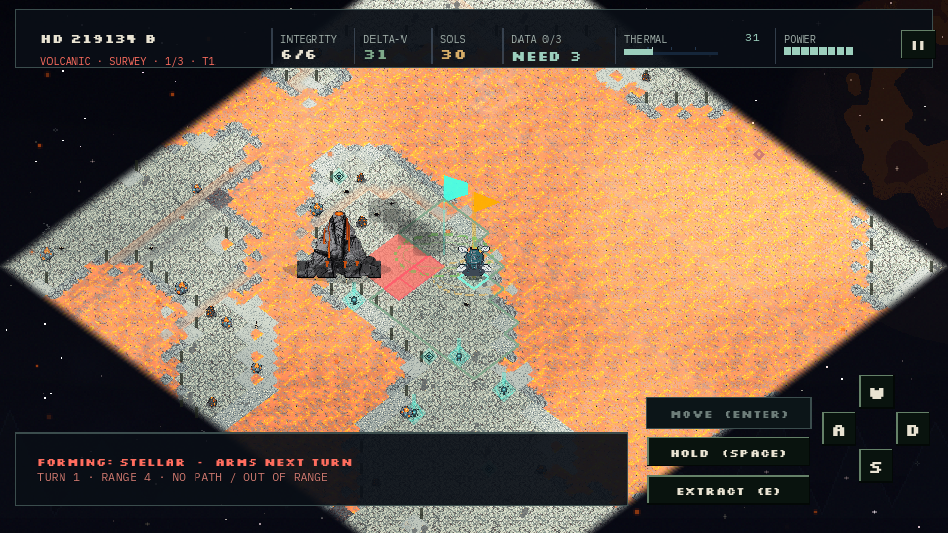 HD 219134 B
VOLCANIC · SURVEY · 1/3 · T1
INTEGRITY
6/6
DELTA-V
31
SOLS
30
DATA 0/3
NEED 3
THERMAL
31
POWER
MOVE (ENTER)
HOLD (SPACE)
EXTRACT (E)
W
A
D
S
FORMING: STELLAR - ARMS NEXT TURN
TURN 1 · RANGE 4 · NO PATH / OUT OF RANGE